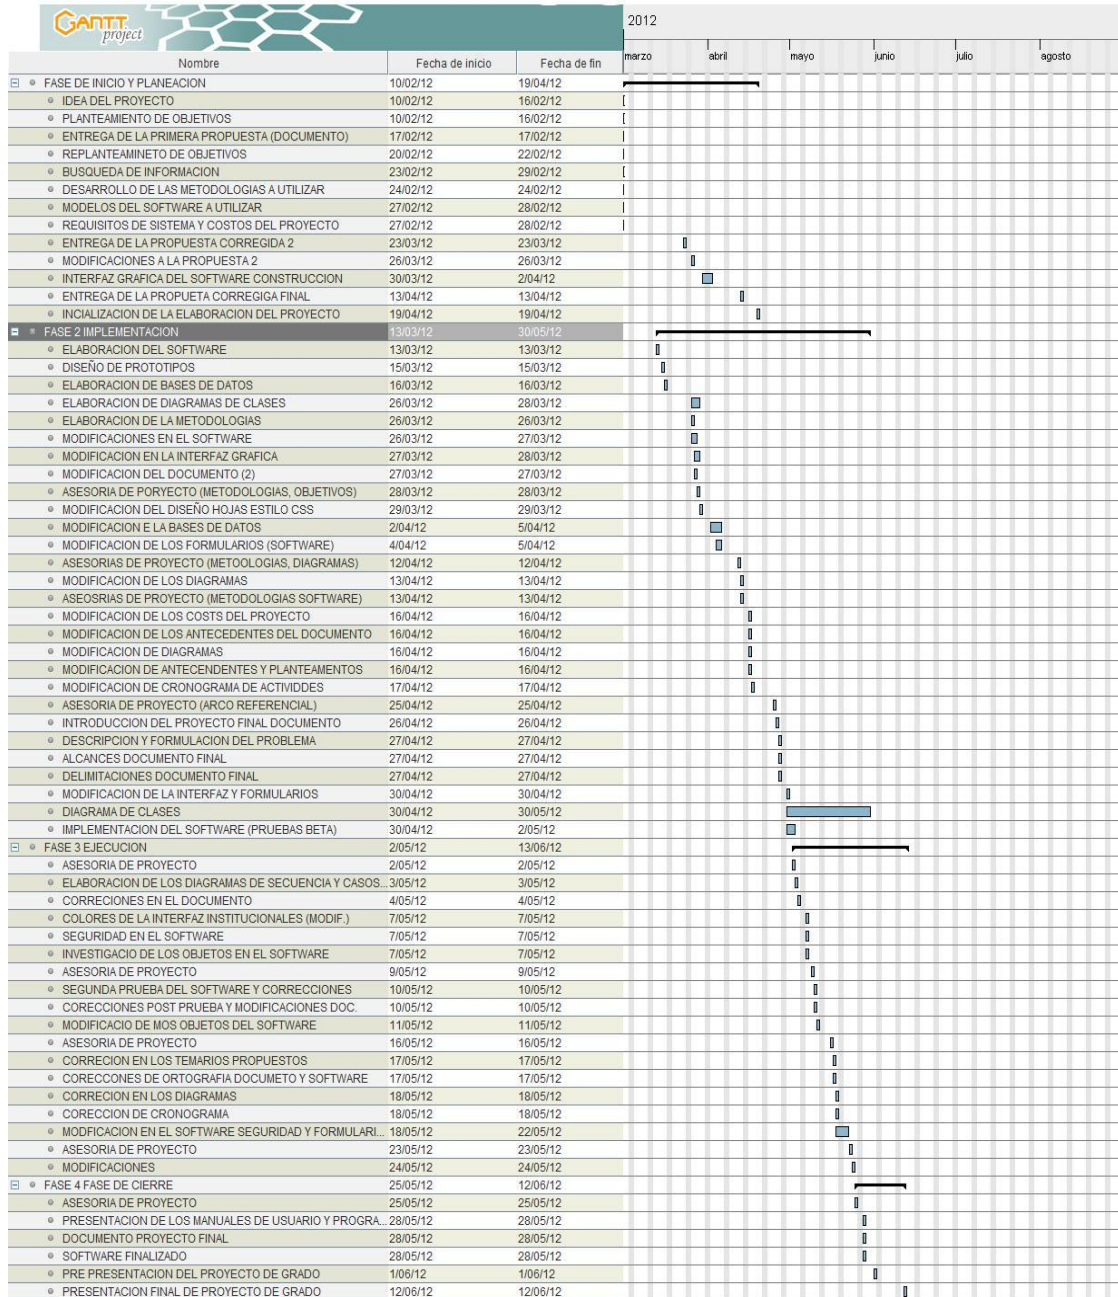 GANTT project
2012
marzo abril mayo junio julio agosto
Nombre Fecha de inicio Fecha de fin
FASE DE INICIO Y PLANEACION 10/02/12 19/04/12
IDEA DEL PROYECTO 10/02/12 16/02/12
PLANTEAMIENTO DE OBJETIVOS 10/02/12 16/02/12
ENTREGA DE LA PRIMERA PROPUESTA (DOCUMENTO) 17/02/12 17/02/12
REPLANTEAMINETO DE OBJETIVOS 20/02/12 22/02/12
BUSQUEDA DE INFORMACION 23/02/12 29/02/12
DESARROLLO DE LAS METODOLOGIAS A UTILIZAR 24/02/12 24/02/12
MODELOS DEL SOFTWARE A UTILIZAR 27/02/12 28/02/12
REQUISITOS DE SISTEMA Y COSTOS DEL PROYECTO 27/02/12 28/02/12
ENTREGA DE LA PROPUESTA CORREGIDA 2 23/03/12 23/03/12
MODIFICACIONES A LA PROPUESTA 2 26/03/12 26/03/12
INTERFAZ GRAFICA DEL SOFTWARE CONSTRUCCION 30/03/12 2/04/12
ENTREGA DE LA PROPUETA CORREGIGA FINAL 13/04/12 13/04/12
INCIALIZACION DE LA ELABORACION DEL PROYECTO 19/04/12 19/04/12
FASE 2 IMPLEMENTACION 13/03/12 30/05/12
ELABORACION DEL SOFTWARE 13/03/12 13/03/12
DISEÑO DE PROTOTIPOS 15/03/12 15/03/12
ELABORACION DE BASES DE DATOS 16/03/12 16/03/12
ELABORACION DE DIAGRAMAS DE CLASES 26/03/12 28/03/12
ELABORACION DE LA METODOLOGIAS 26/03/12 26/03/12
MODIFICACIONES EN EL SOFTWARE 26/03/12 27/03/12
MODIFICACION EN LA INTERFAZ GRAFICA 27/03/12 28/03/12
MODIFICACION DEL DOCUMENTO (2) 27/03/12 27/03/12
ASESORIA DE PORYECTO (METODOLOGIAS, OBJETIVOS) 28/03/12 28/03/12
MODIFICACION DEL DISEÑO HOJAS ESTILO CSS 29/03/12 29/03/12
MODIFICACION E LA BASES DE DATOS 2/04/12 5/04/12
MODIFICACION DE LOS FORMULARIOS (SOFTWARE) 4/04/12 5/04/12
ASESORIAS DE PROYECTO (METOOLOGIAS, DIAGRAMAS) 12/04/12 12/04/12
MODIFICACION DE LOS DIAGRAMAS 13/04/12 13/04/12
ASEOSRIAS DE PROYECTO (METODOLOGIAS SOFTWARE) 13/04/12 13/04/12
MODIFICACION DE LOS COSTS DEL PROYECTO 16/04/12 16/04/12
MODIFICACION DE LOS ANTECEDENTES DEL DOCUMENTO 16/04/12 16/04/12
MODIFICACION DE DIAGRAMAS 16/04/12 16/04/12
MODIFICACION DE ANTECENDENTES Y PLANTEAMENTOS 16/04/12 16/04/12
MODIFICACION DE CRONOGRAMA DE ACTIVIDDES 17/04/12 17/04/12
ASESORIA DE PROYECTO (ARCO REFERENCIAL) 25/04/12 25/04/12
INTRODUCCION DEL PROYECTO FINAL DOCUMENTO 26/04/12 26/04/12
DESCRIPCION Y FORMULACION DEL PROBLEMA 27/04/12 27/04/12
ALCANCES DOCUMENTO FINAL 27/04/12 27/04/12
DELIMITACIONES DOCUMENTO FINAL 27/04/12 27/04/12
MODIFICACION DE LA INTERFAZ Y FORMULARIOS 30/04/12 30/04/12
DIAGRAMA DE CLASES 30/04/12 30/05/12
IMPLEMENTACION DEL SOFTWARE (PRUEBAS BETA) 30/04/12 2/05/12
FASE 3 EJECUCION 2/05/12 13/06/12
ASESORIA DE PROYECTO 2/05/12 2/05/12
ELABORACION DE LOS DIAGRAMAS DE SECUENCIA Y CASOS... 3/05/12 3/05/12
CORRECIONES EN EL DOCUMENTO 4/05/12 4/05/12
COLORES DE LA INTERFAZ INSTITUCIONALES (MODIF.) 7/05/12 7/05/12
SEGURIDAD EN EL SOFTWARE 7/05/12 7/05/12
INVESTIGACIO DE LOS OBJETOS EN EL SOFTWARE 7/05/12 7/05/12
ASESORIA DE PROYECTO 9/05/12 9/05/12
SEGUNDA PRUEBA DEL SOFTWARE Y CORRECCIONES 10/05/12 10/05/12
CORECCIONES POST PRUEBA Y MODIFICACIONES DOC. 10/05/12 10/05/12
MODIFICACIO DE MOS OBJETOS DEL SOFTWARE 11/05/12 11/05/12
ASESORIA DE PROYECTO 16/05/12 16/05/12
CORRECION EN LOS TEMARIOS PROPUESTOS 17/05/12 17/05/12
CORECCONES DE ORTOGRAFIA DOCUMETO Y SOFTWARE 17/05/12 17/05/12
CORRECION EN LOS DIAGRAMAS 18/05/12 18/05/12
CORECCION DE CRONOGRAMA 18/05/12 18/05/12
MODFICACION EN EL SOFTWARE SEGURIDAD Y FORMULARI... 18/05/12 22/05/12
ASESORIA DE PROYECTO 23/05/12 23/05/12
MODIFICACIONES 24/05/12 24/05/12
FASE 4 FASE DE CIERRE 25/05/12 12/06/12
ASESORIA DE PROYECTO 25/05/12 25/05/12
PRESENTACION DE LOS MANUALES DE USUARIO Y PROGRA... 28/05/12 28/05/12
DOCUMENTO PROYECTO FINAL 28/05/12 28/05/12
SOFTWARE FINALIZADO 28/05/12 28/05/12
PRE PRESENTACION DEL PROYECTO DE GRADO 1/06/12 1/06/12
PRESENTACION FINAL DE PROYECTO DE GRADO 12/06/12 12/06/12